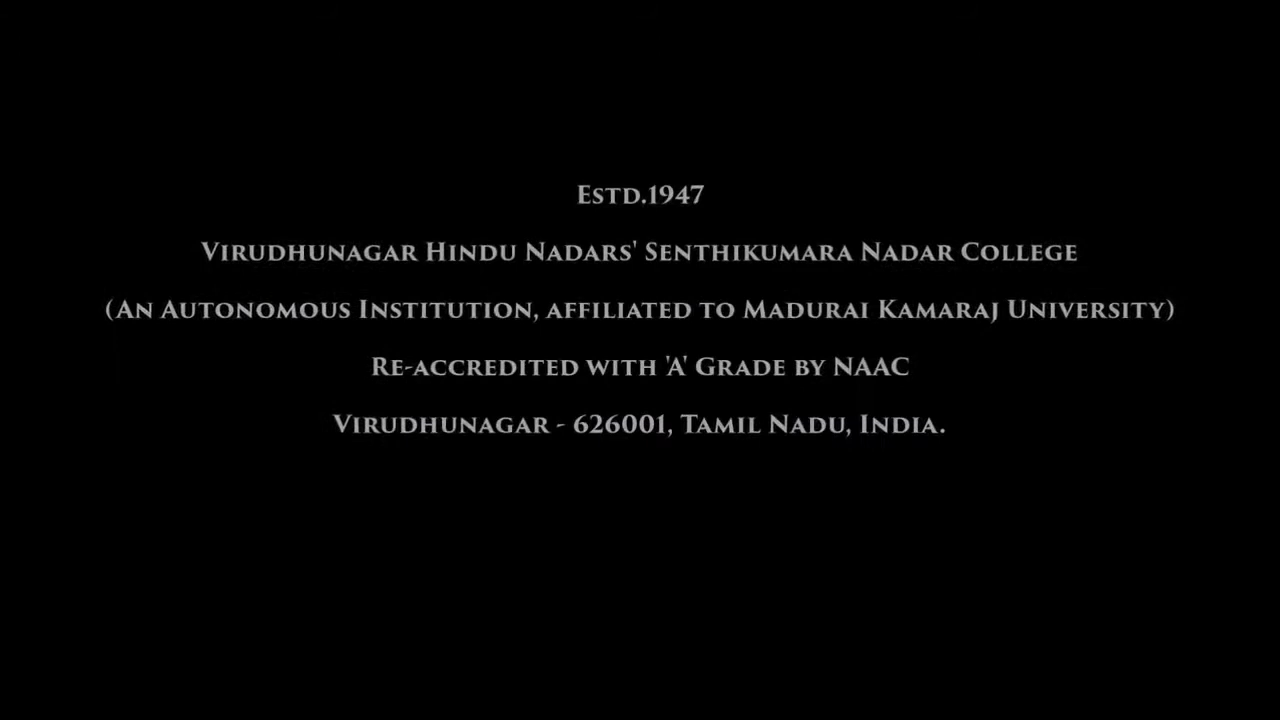 Estd.1947
Virudhunagar Hindu Nadars' Senthikumara Nadar College
(An Autonomous Institution, affiliated to Madurai Kamaraj University)
Re-accredited with 'A' Grade by NAAC
Virudhunagar - 626001, Tamil Nadu, India.